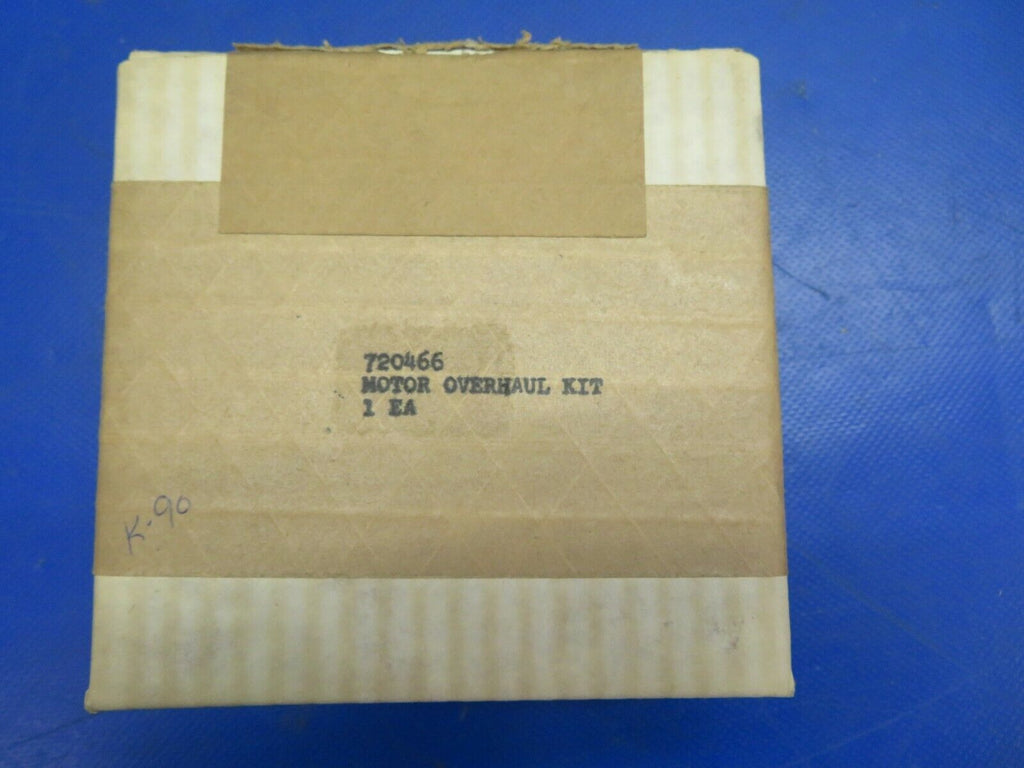 720466
MOTOR OVERHAUL KIT
1 EA
K-90